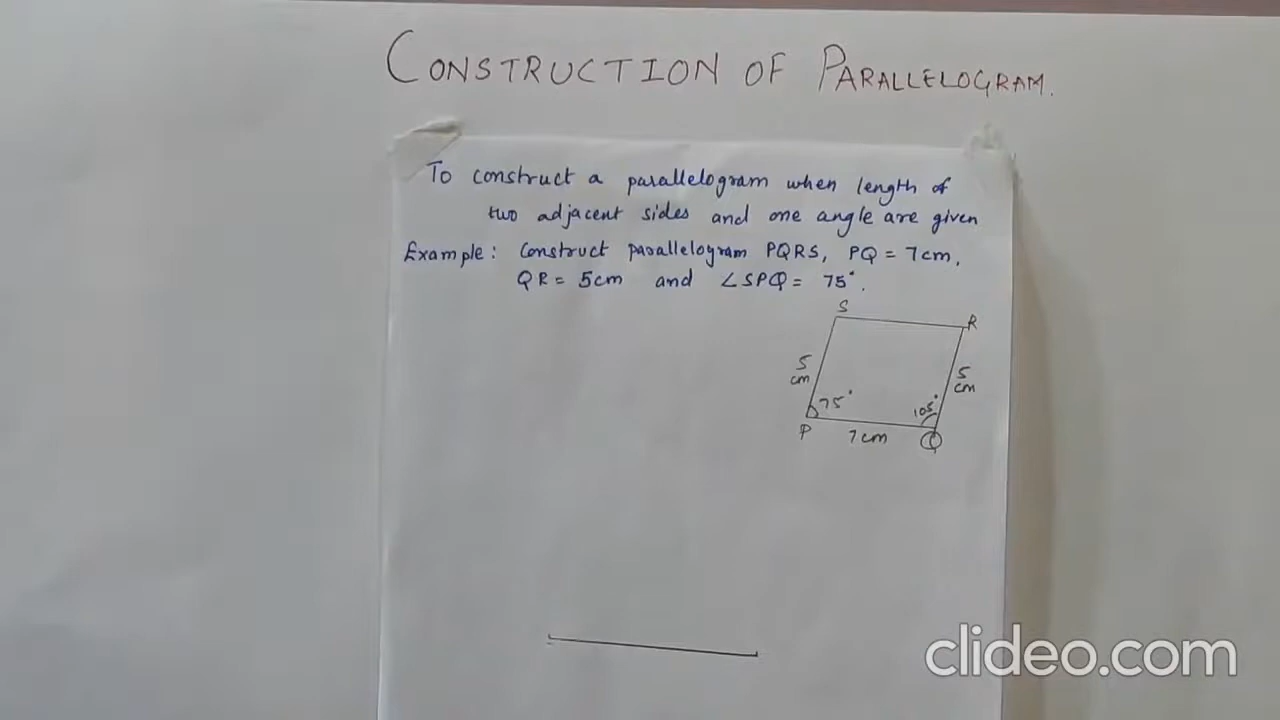 CONSTRUCTION OF PARALLELOGRAM.
To construct a parallelogram when length of
two adjacent sides and one angle are given
Example: Construct parallelogram PQRS, PQ = 7cm,
QR = 5cm and ∠SPQ = 75°.
S
R
5
cm
5
cm
75°
105°
P
7cm
Q
clideo.com